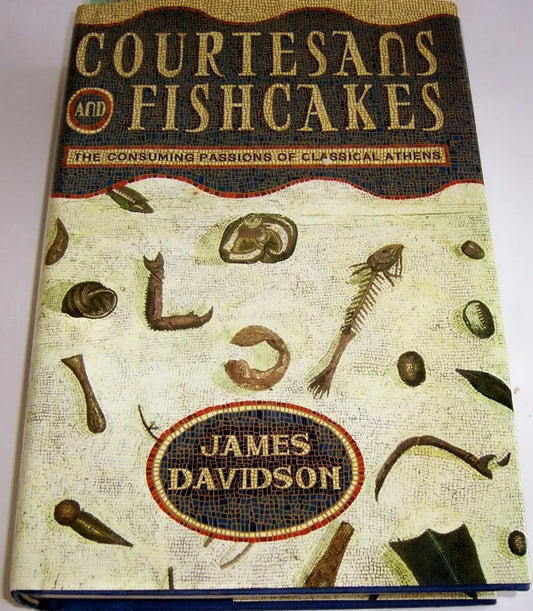 COURTESANS
AND FISHCAKES
THE CONSUMING PASSIONS OF CLASSICAL ATHENS
JAMES
DAVIDSON